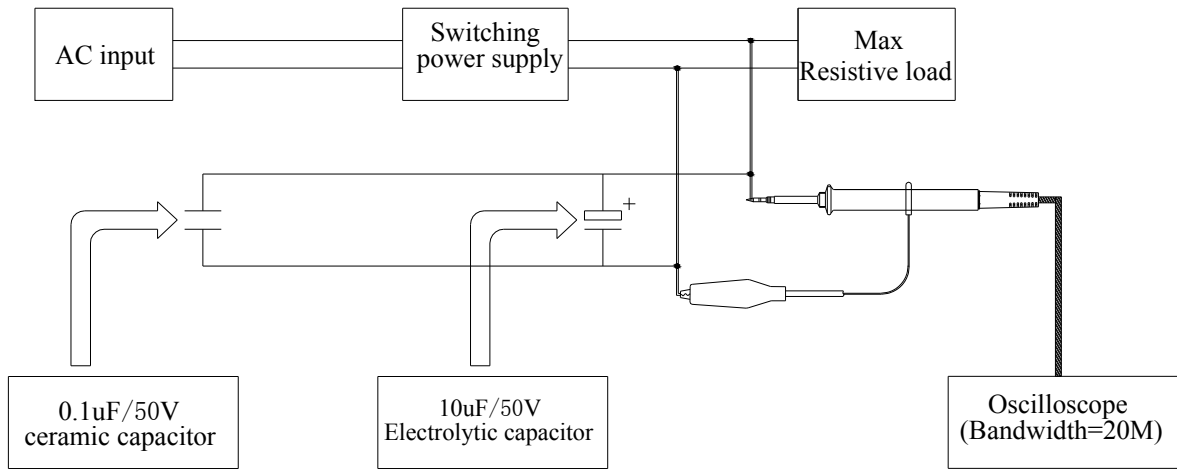 AC input
Switching
power supply
Max
Resistive load
+
0.1uF/50V
ceramic capacitor
10uF/50V
Electrolytic capacitor
Oscilloscope
(Bandwidth=20M)